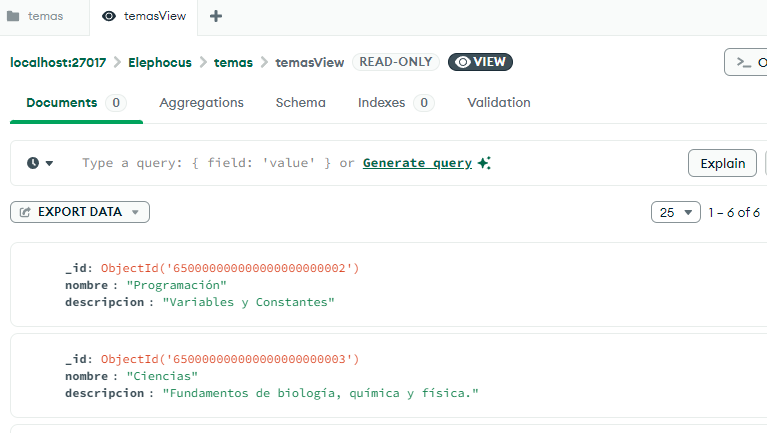 temas temasView +
localhost:27017 > Elephocus > temas > temasView READ-ONLY VIEW >_ O
Documents 0 Aggregations Schema Indexes 0 Validation
Type a query: { field: 'value' } or Generate query Explain
EXPORT DATA 25 1 – 6 of 6
_id: ObjectId('650000000000000000000002')
nombre : "Programación"
descripcion : "Variables y Constantes"
_id: ObjectId('650000000000000000000003')
nombre : "Ciencias"
descripcion : "Fundamentos de biología, química y física."